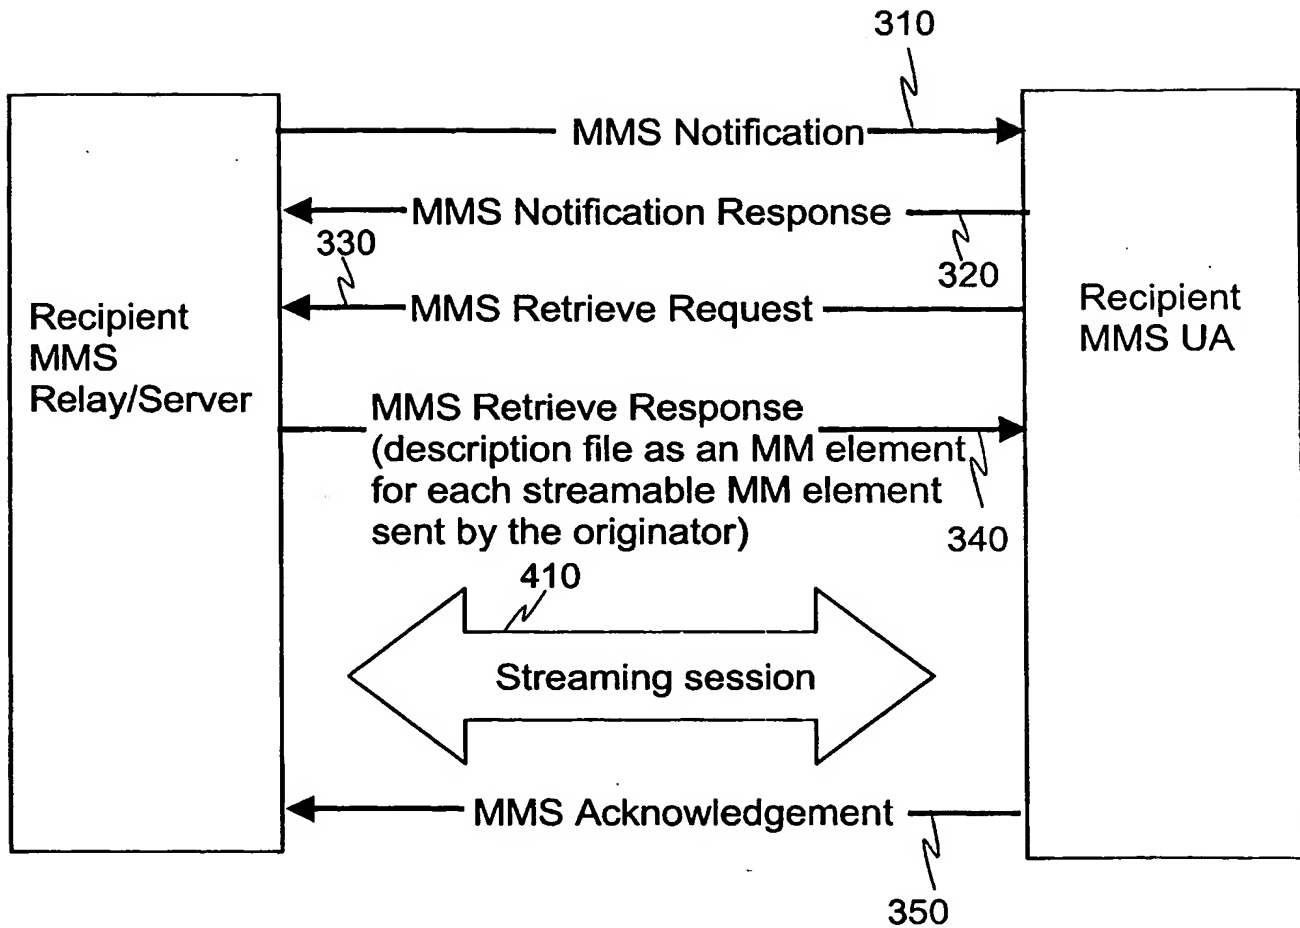 310
MMS Notification
MMS Notification Response
330
320
MMS Retrieve Request
Recipient
MMS
Relay/Server
Recipient
MMS UA
MMS Retrieve Response
(description file as an MM element
for each streamable MM element
sent by the originator)
340
410
Streaming session
MMS Acknowledgement
350